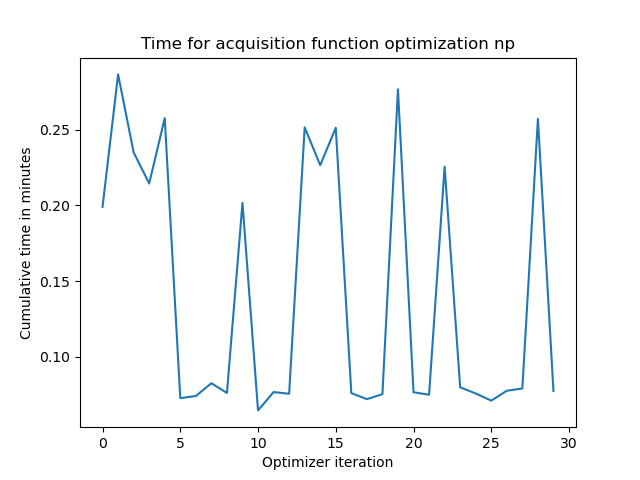 Time for acquisition function optimization np
Cumulative time in minutes
0.25
0.20
0.15
0.10
0 5 10 15 20 25 30
Optimizer iteration